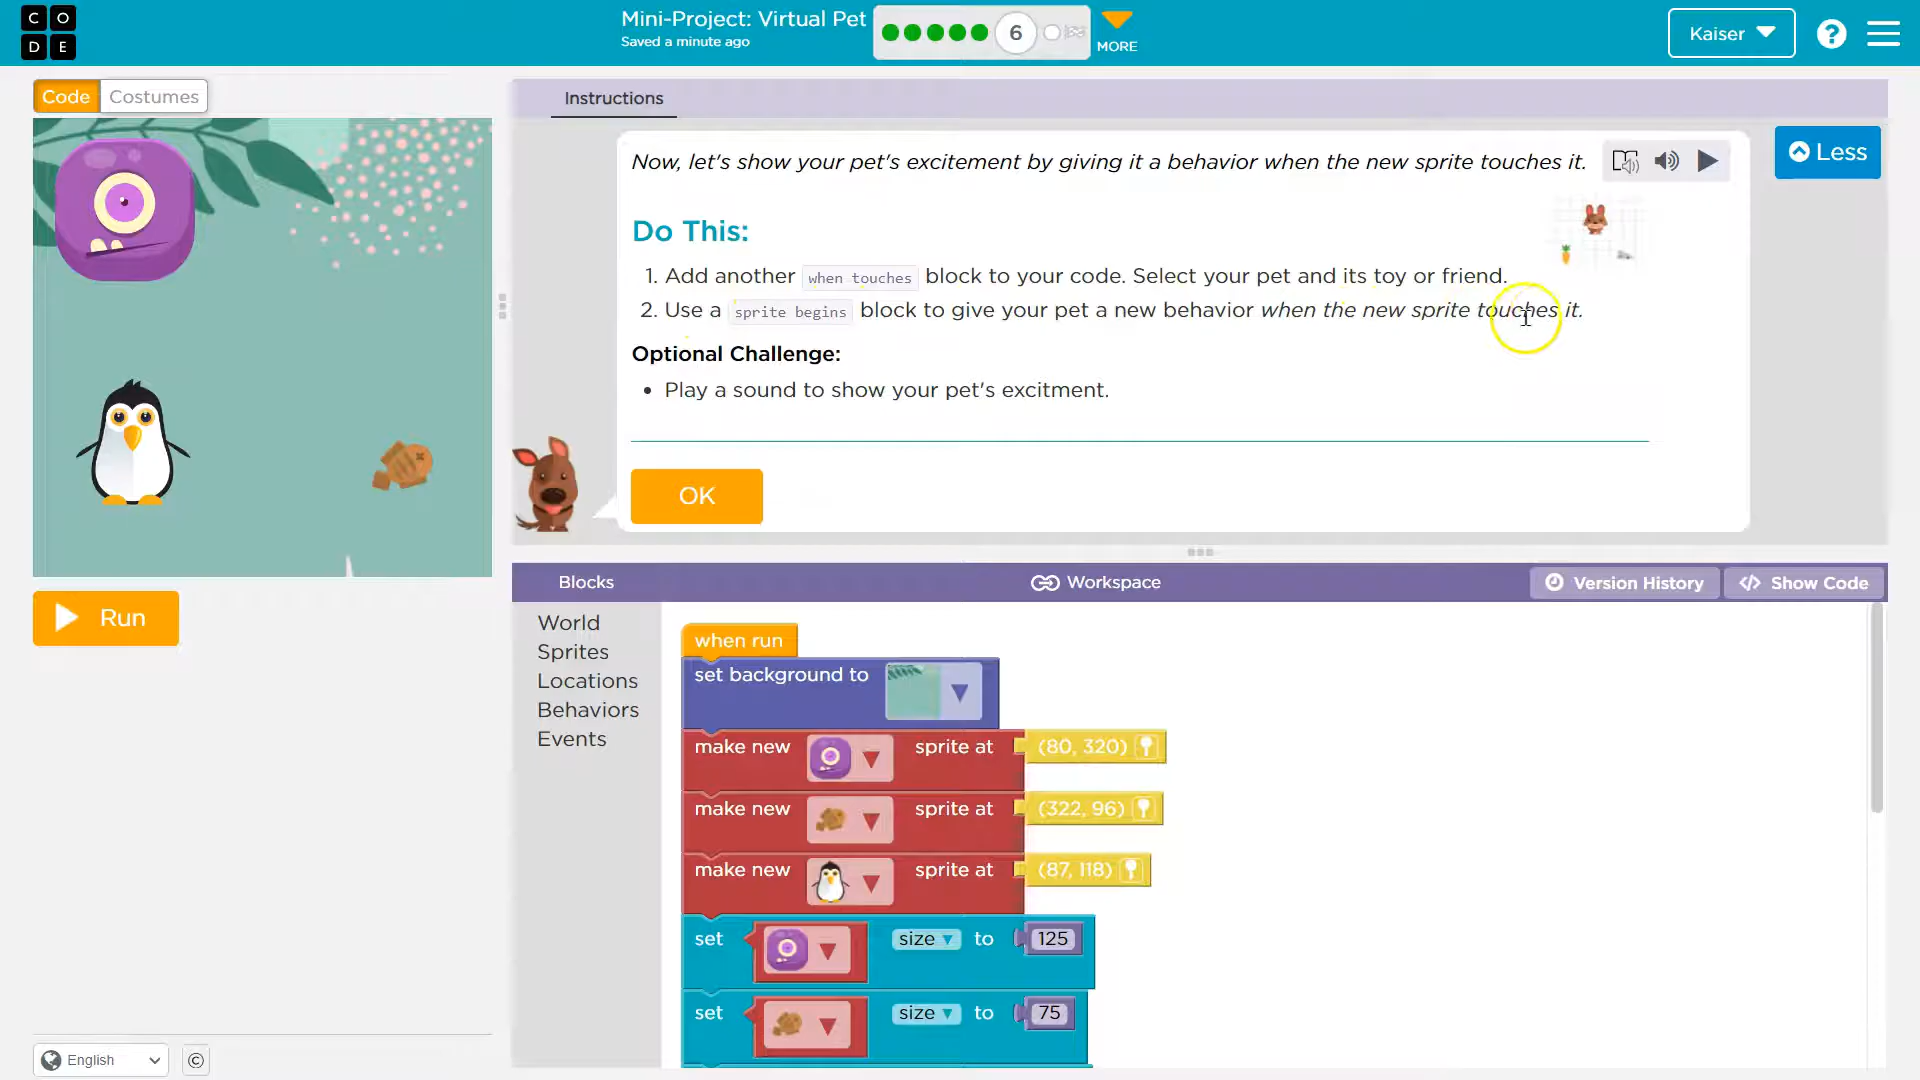 C O
D E
Mini-Project: Virtual Pet
Saved a minute ago
6
MORE
Kaiser
?
Code
Costumes
Instructions
Now, let's show your pet's excitement by giving it a behavior when the new sprite touches it.
Less
Do This:
1. Add another when touches block to your code. Select your pet and its toy or friend.
2. Use a sprite begins block to give your pet a new behavior when the new sprite touches it.
Optional Challenge:
• Play a sound to show your pet's excitment.
OK
Run
Blocks
Workspace
Version History
</> Show Code
World
Sprites
Locations
Behaviors
Events
when run
set background to
make new sprite at (80, 320)
make new sprite at (322, 96)
make new sprite at (87, 118)
set size to 125
set size to 75
English
©